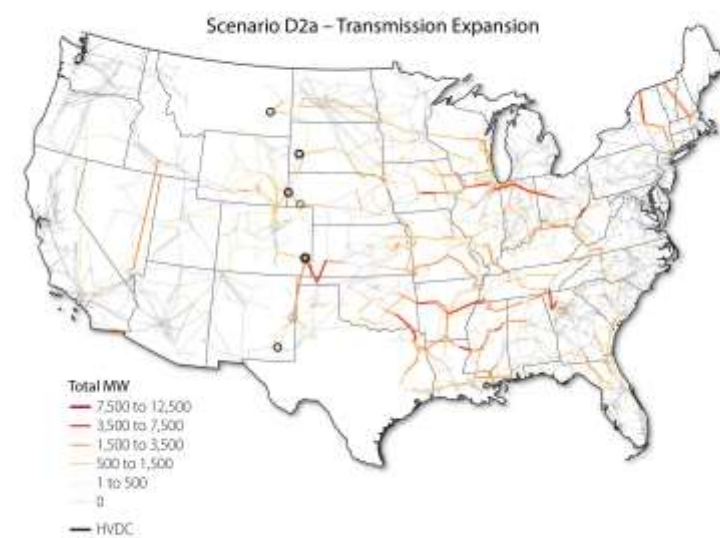 Scenario D2a – Transmission Expansion
Total MW
7,500 to 12,500
3,500 to 7,500
1,500 to 3,500
500 to 1,500
1 to 500
0
HVDC